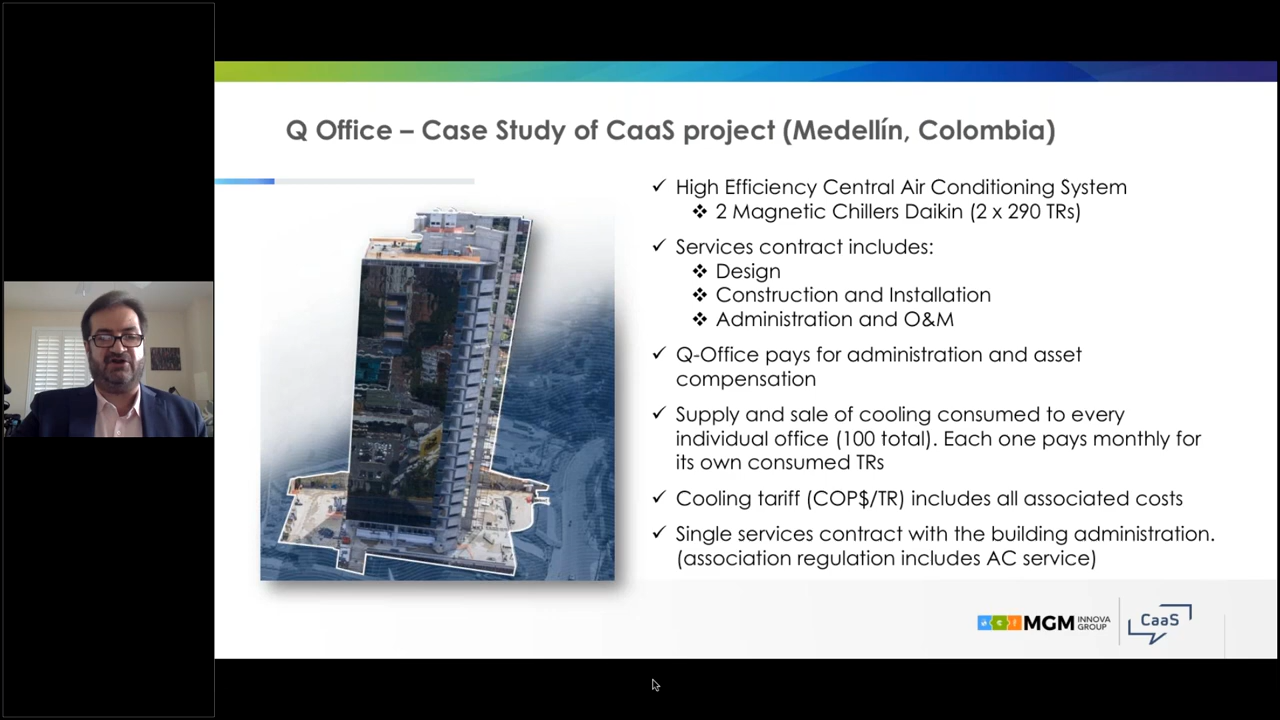 Q Office – Case Study of CaaS project (Medellín, Colombia)
✓ High Efficiency Central Air Conditioning System
❖ 2 Magnetic Chillers Daikin (2 x 290 TRs)
✓ Services contract includes:
❖ Design
❖ Construction and Installation
❖ Administration and O&M
✓ Q-Office pays for administration and asset
compensation
✓ Supply and sale of cooling consumed to every
individual office (100 total). Each one pays monthly for
its own consumed TRs
✓ Cooling tariff (COP$/TR) includes all associated costs
✓ Single services contract with the building administration.
(association regulation includes AC service)
MGM INNOVA
GROUP
CaaS